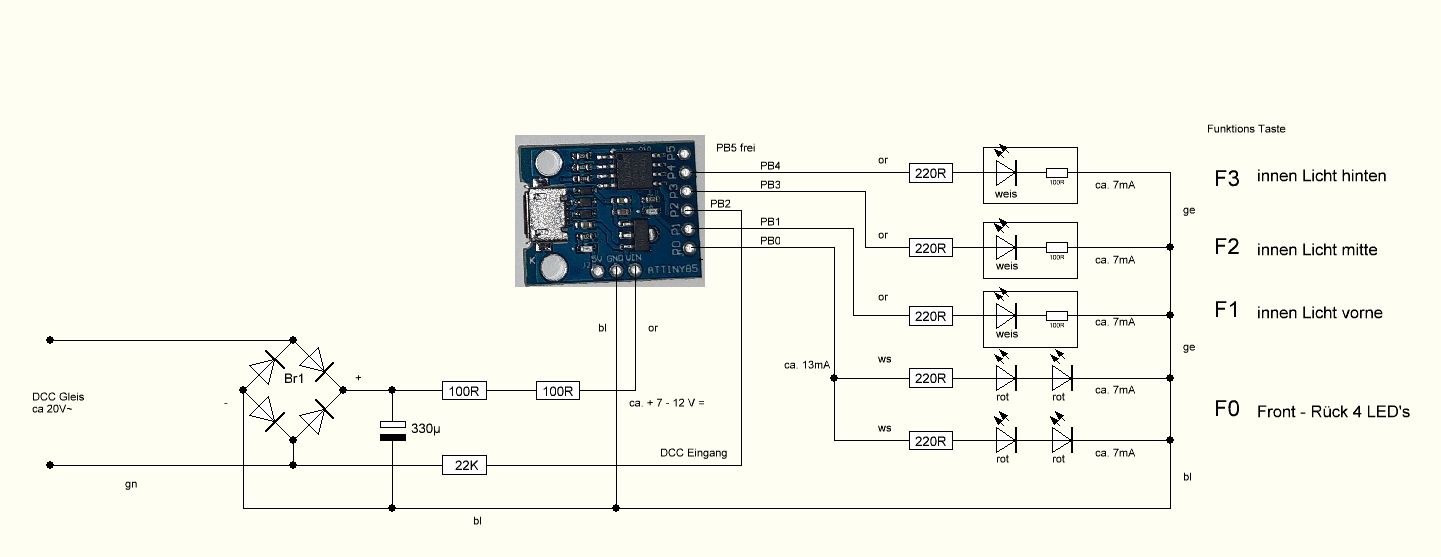 Funktions Taste
PB5 frei
P5
P4
P3
P2
P1
P0
5V GND VIN
ATTINY85
K
PB4
or
220R
weis
100R
ca. 7mA
F3 innen Licht hinten
PB3
PB2
ge
PB1
PB0
or
220R
weis
100R
ca. 7mA
F2 innen Licht mitte
or
220R
weis
100R
ca. 7mA
F1 innen Licht vorne
bl
or
ge
ca. 13mA
ws
220R
rot
rot
ca. 7mA
F0 Front - Rück 4 LED's
ws
220R
rot
rot
ca. 7mA
Br1
+
-
100R
100R
ca. + 7 - 12 V =
DCC Gleis
ca 20V~
330µ
DCC Eingang
22K
gn
bl
bl